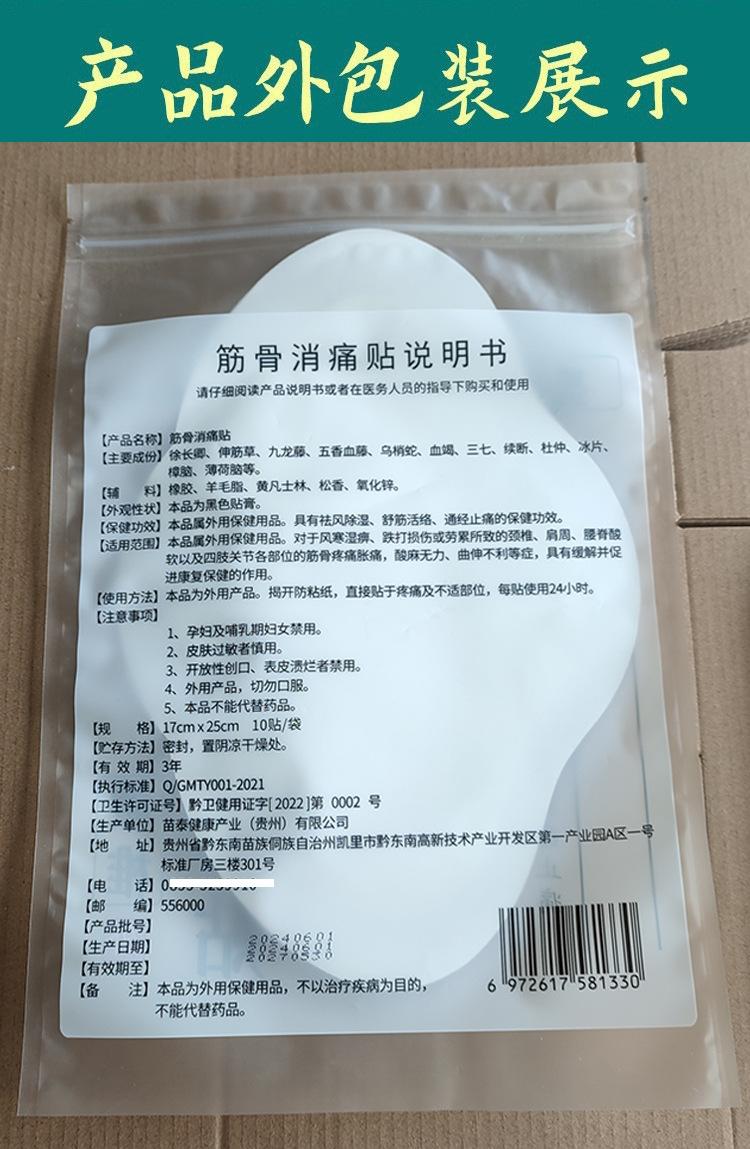 产品外包装展示
筋骨消痛贴说明书
请仔细阅读产品说明书或者在医务人员的指导下购买和使用
【产品名称】筋骨消痛贴
【主要成份】徐长卿、伸筋草、九龙藤、五香血藤、乌梢蛇、血竭、三七、续断、杜仲、冰片、
樟脑、薄荷脑等。
【辅 料】橡胶、羊毛脂、黄凡士林、松香、氧化锌。
【外观性状】本品为黑色贴膏。
【保健功效】本品属外用保健用品。具有祛风除湿、舒筋活络、通经止痛的保健功效。
【适用范围】本品属外用保健用品。对于风寒湿痹、跌打损伤或劳累所致的颈椎、肩周、腰脊酸
软以及四肢关节各部位的筋骨疼痛胀痛，酸麻无力、曲伸不利等症，具有缓解并促
进康复保健的作用。
【使用方法】本品为外用产品。揭开防粘纸，直接贴于疼痛及不适部位，每贴使用24小时。
【注意事项】
1、孕妇及哺乳期妇女禁用。
2、皮肤过敏者慎用。
3、开放性创口、表皮溃烂者禁用。
4、外用产品，切勿口服。
5、本品不能代替药品。
【规 格】17cm x 25cm 10贴/袋
【贮存方法】密封，置阴凉干燥处。
【有 效 期】3年
【执行标准】Q/GMTY001-2021
【卫生许可证号】黔卫健用证字[2022]第 0002 号
【生产单位】苗泰健康产业（贵州）有限公司
【地 址】贵州省黔东南苗族侗族自治州凯里市黔东南高新技术产业开发区第一产业园A区一号
标准厂房三楼301号
【电 话】
【邮 编】556000
【产品批号】
【生产日期】
【有效期至】
【备 注】本品为外用保健用品，不以治疗疾病为目的，
不能代替药品。
6 972617 581330